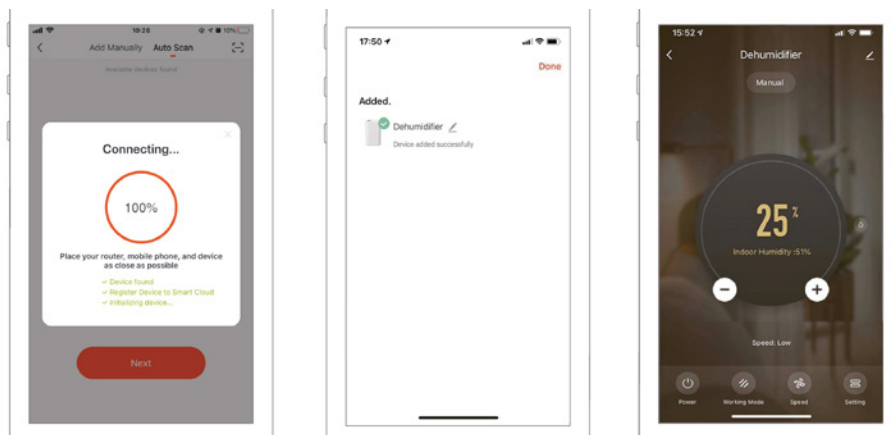 10:26
10%
Add Manually Auto Scan
Available devices found
Connecting...
100%
Place your router, mobile phone, and device
as close as possible
✓ Device found
✓ Register Device to Smart Cloud
✓ Initializing device...
Next
17:50
Done
Added.
Dehumidifier
Device added successfully
15:52
Dehumidifier
Manual
25%
Indoor Humidity :51%
Speed: Low
Power Working Mode Speed Setting